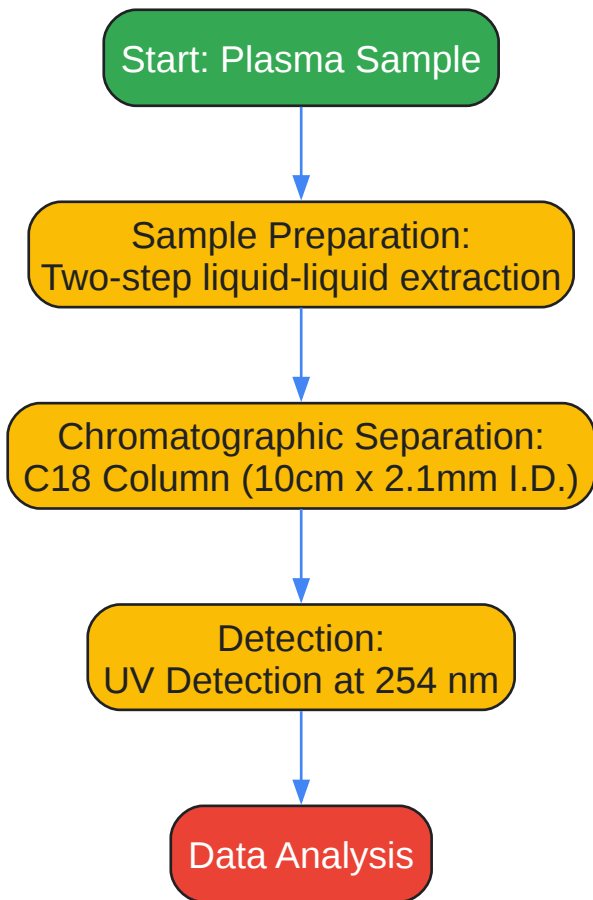 Start: Plasma Sample
Sample Preparation:
Two-step liquid-liquid extraction
Chromatographic Separation:
C18 Column (10cm x 2.1mm I.D.)
Detection:
UV Detection at 254 nm
Data Analysis